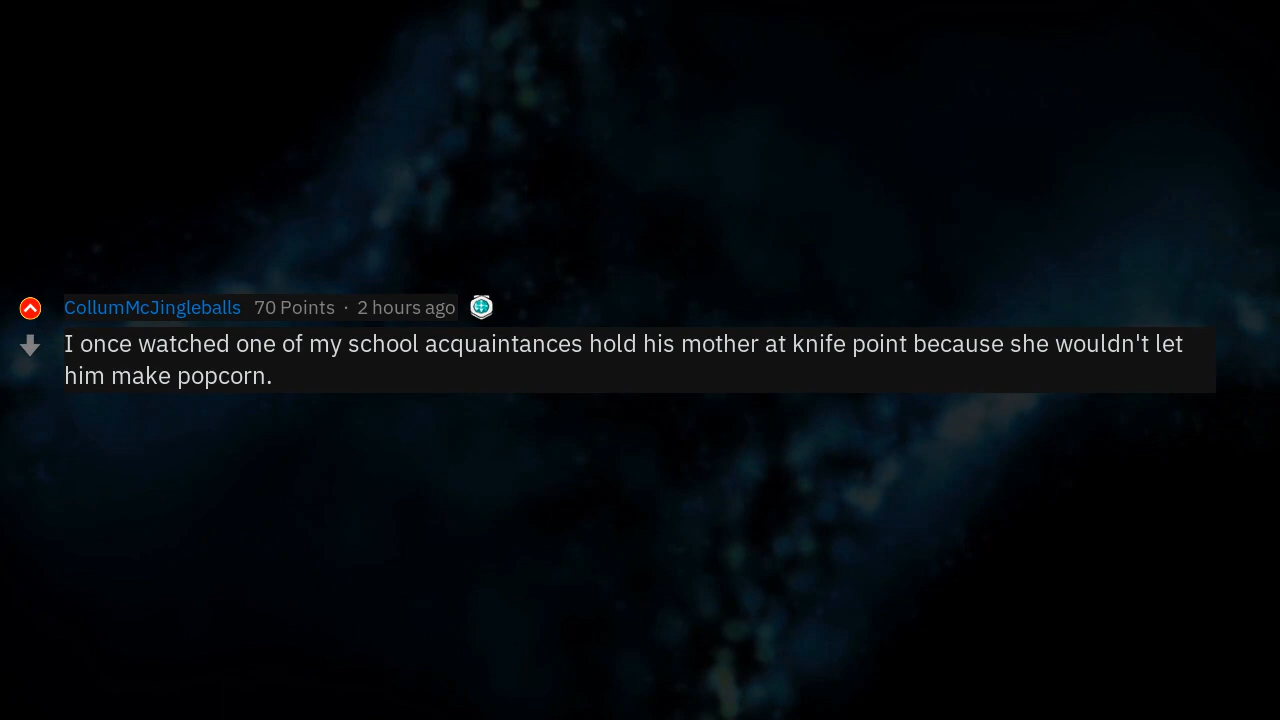 CollumMcJingleballs 70 Points · 2 hours ago
I once watched one of my school acquaintances hold his mother at knife point because she wouldn't let
him make popcorn.